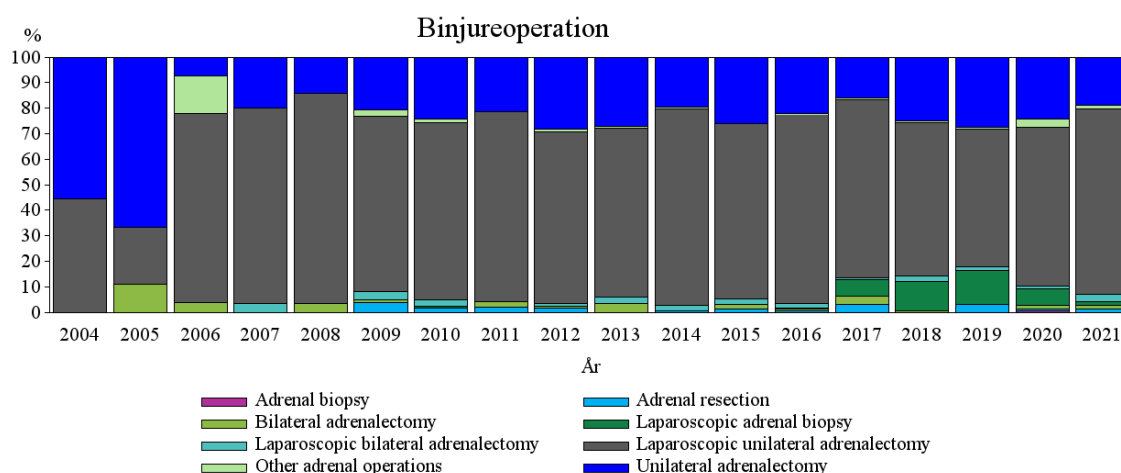 Binjureoperation
%
100
90
80
70
60
50
40
30
20
10
0
2004 2005 2006 2007 2008 2009 2010 2011 2012 2013 2014 2015 2016 2017 2018 2019 2020 2021
År
Adrenal biopsy Adrenal resection
Bilateral adrenalectomy Laparoscopic adrenal biopsy
Laparoscopic bilateral adrenalectomy Laparoscopic unilateral adrenalectomy
Other adrenal operations Unilateral adrenalectomy